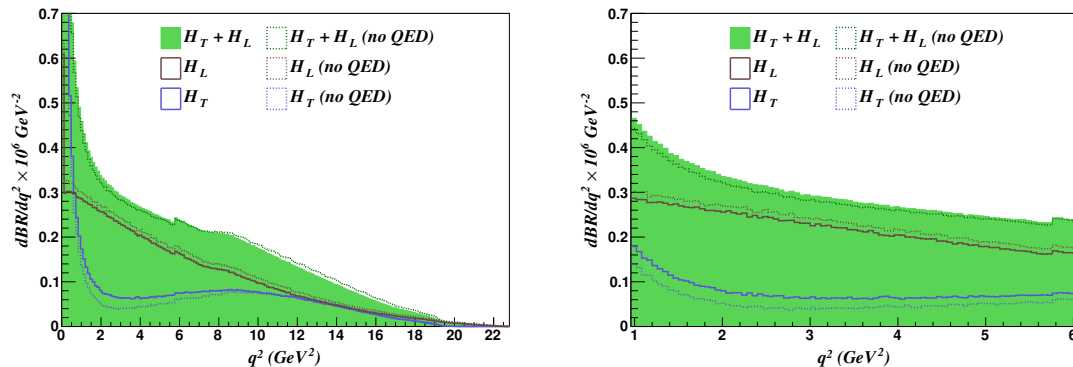 dBR/dq² × 10⁶ GeV⁻²
0.7
0.6
0.5
0.4
0.3
0.2
0.1
0
H_T + H_L H_T + H_L (no QED)
H_L H_L (no QED)
H_T H_T (no QED)
0 2 4 6 8 10 12 14 16 18 20 22
q² (GeV²)
dBR/dq² × 10⁶ GeV⁻²
0.7
0.6
0.5
0.4
0.3
0.2
0.1
0
H_T + H_L H_T + H_L (no QED)
H_L H_L (no QED)
H_T H_T (no QED)
1 2 3 4 5 6
q² (GeV²)